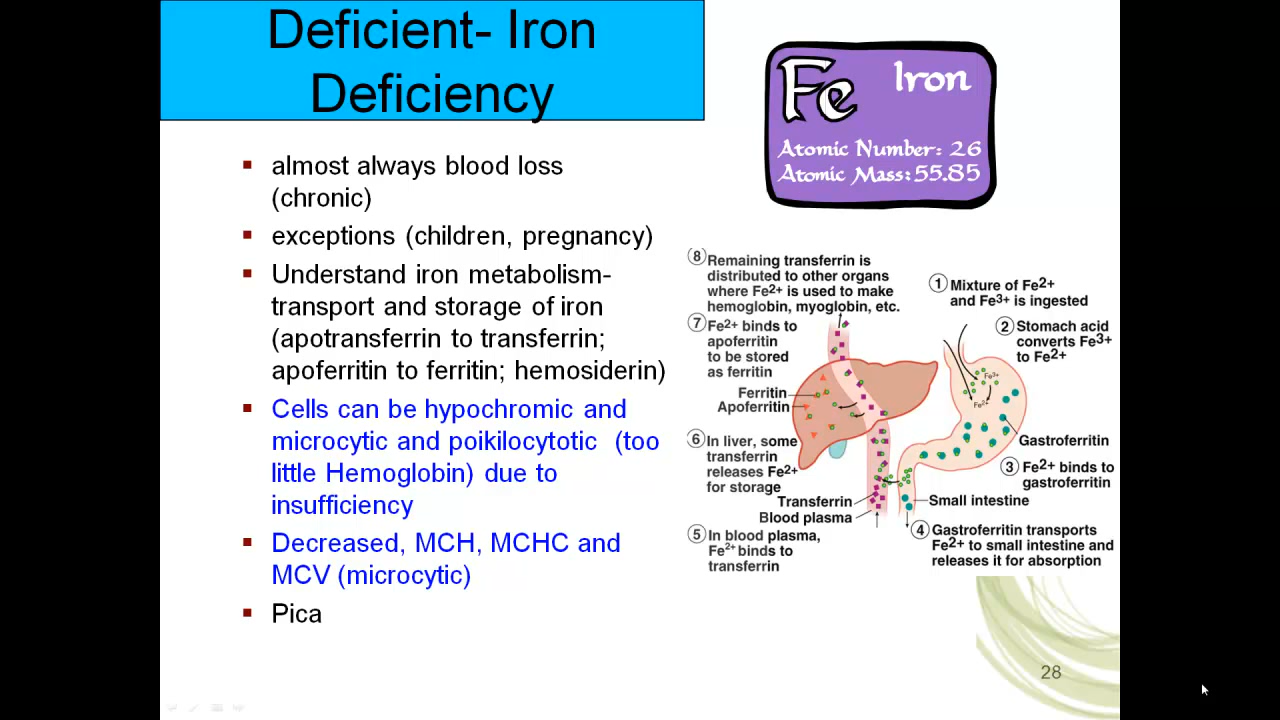 Deficient- Iron
Deficiency
▪ almost always blood loss
(chronic)
▪ exceptions (children, pregnancy)
▪ Understand iron metabolism-
transport and storage of iron
(apotransferrin to transferrin;
apoferritin to ferritin; hemosiderin)
▪ Cells can be hypochromic and
microcytic and poikilocytotic (too
little Hemoglobin) due to
insufficiency
▪ Decreased, MCH, MCHC and
MCV (microcytic)
▪ Pica
Fe Iron
Atomic Number: 26
Atomic Mass: 55.85
1 Mixture of Fe2+
and Fe3+ is ingested
2 Stomach acid
converts Fe3+
to Fe2+
Fe3+
Fe2+
Gastroferritin
3 Fe2+ binds to
gastroferritin
Small intestine
4 Gastroferritin transports
Fe2+ to small intestine and
releases it for absorption
5 In blood plasma,
Fe2+ binds to
transferrin
Blood plasma
Transferrin
6 In liver, some
transferrin
releases Fe2+
for storage
Apoferritin
Ferritin
7 Fe2+ binds to
apoferritin
to be stored
as ferritin
8 Remaining transferrin is
distributed to other organs
where Fe2+ is used to make
hemoglobin, myoglobin, etc.
28